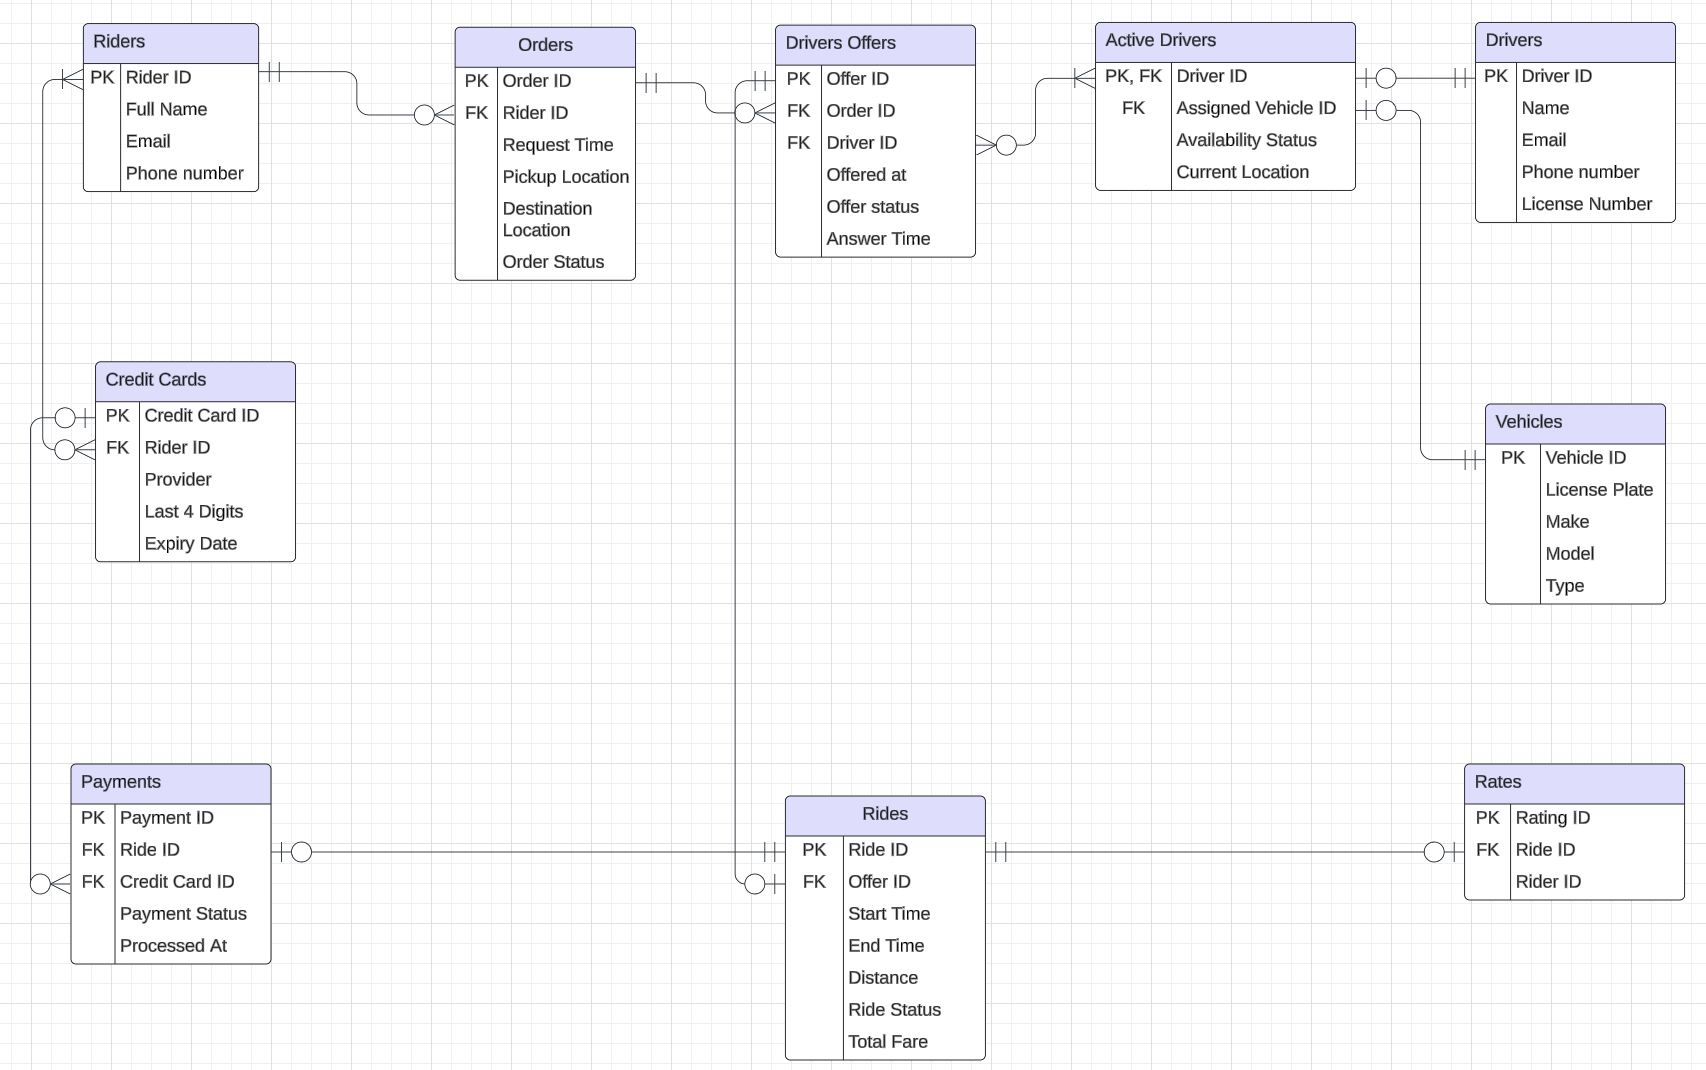 Riders
PK Rider ID
Full Name
Email
Phone number
Orders
PK Order ID
FK Rider ID
Request Time
Pickup Location
Destination
Location
Order Status
Drivers Offers
PK Offer ID
FK Order ID
FK Driver ID
Offered at
Offer status
Answer Time
Active Drivers
PK, FK Driver ID
FK Assigned Vehicle ID
Availability Status
Current Location
Drivers
PK Driver ID
Name
Email
Phone number
License Number
Credit Cards
PK Credit Card ID
FK Rider ID
Provider
Last 4 Digits
Expiry Date
Vehicles
PK Vehicle ID
License Plate
Make
Model
Type
Payments
PK Payment ID
FK Ride ID
FK Credit Card ID
Payment Status
Processed At
Rides
PK Ride ID
FK Offer ID
Start Time
End Time
Distance
Ride Status
Total Fare
Rates
PK Rating ID
FK Ride ID
Rider ID